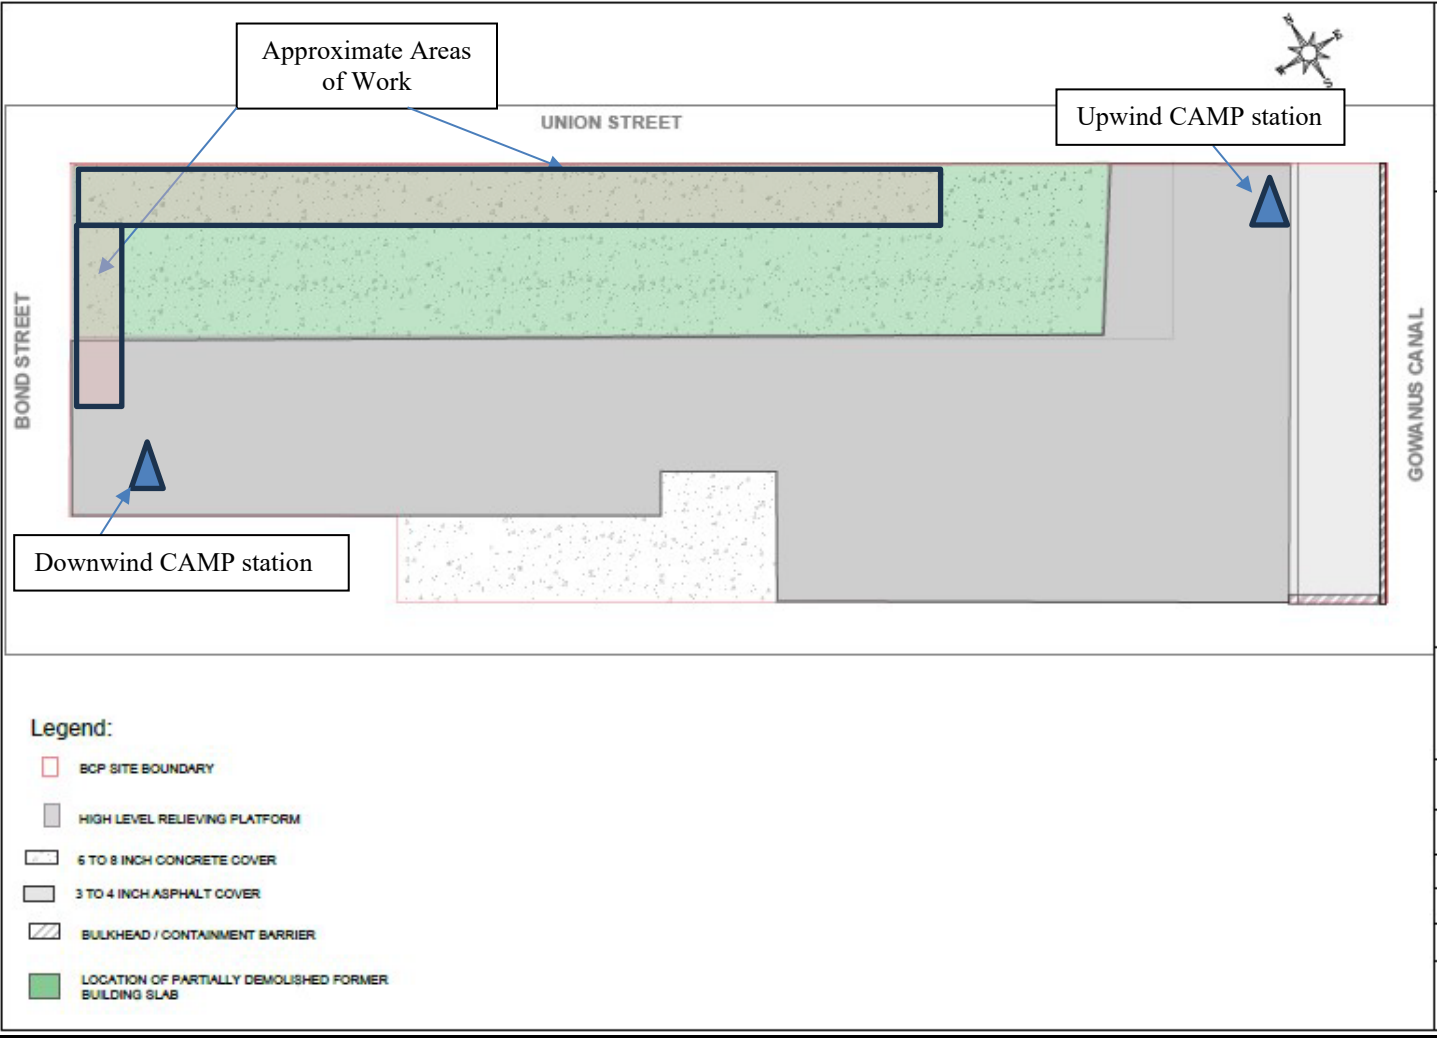 Approximate Areas
of Work
Upwind CAMP station
UNION STREET
BOND STREET
GOWANUS CANAL
Downwind CAMP station
Legend:
BCP SITE BOUNDARY
HIGH LEVEL RELIEVING PLATFORM
6 TO 8 INCH CONCRETE COVER
3 TO 4 INCH ASPHALT COVER
BULKHEAD / CONTAINMENT BARRIER
LOCATION OF PARTIALLY DEMOLISHED FORMER
BUILDING SLAB